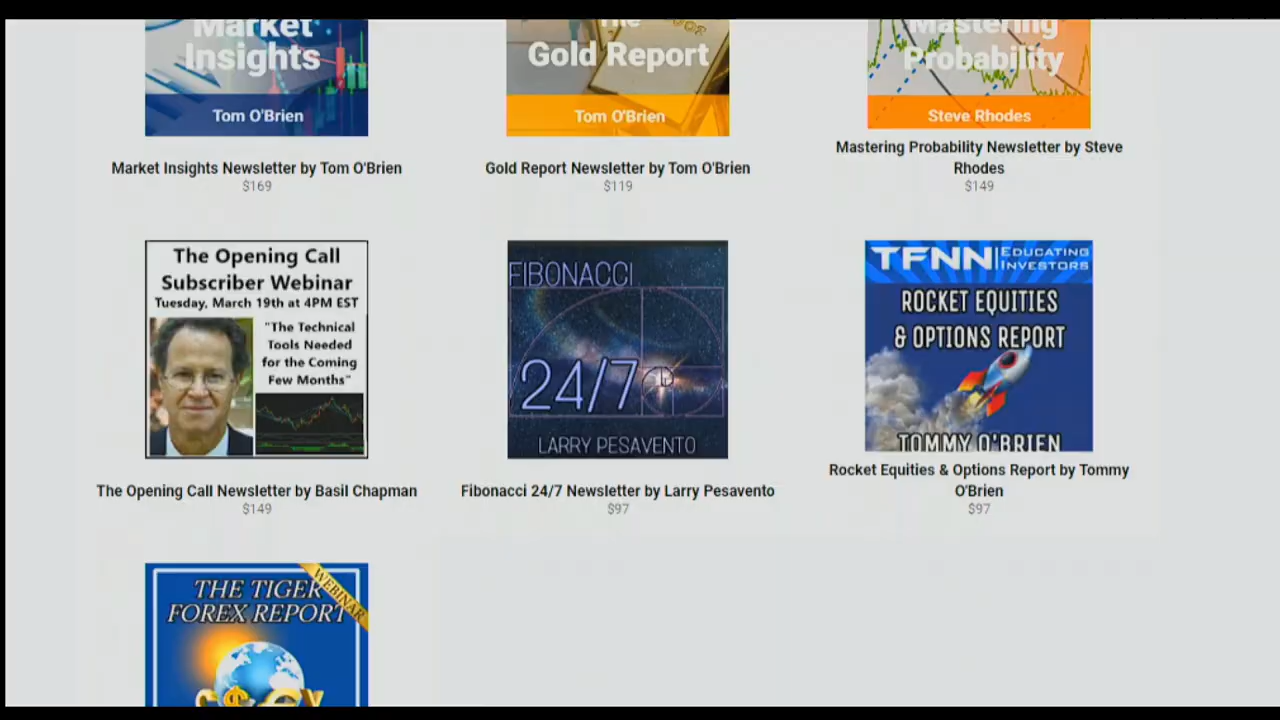 Market
Insights
Tom O'Brien
Market Insights Newsletter by Tom O'Brien
$169
The
Gold Report
Tom O'Brien
Gold Report Newsletter by Tom O'Brien
$119
Mastering
Probability
Steve Rhodes
Mastering Probability Newsletter by Steve
Rhodes
$149
The Opening Call
Subscriber Webinar
Tuesday, March 19th at 4PM EST
"The Technical
Tools Needed
for the Coming
Few Months"
The Opening Call Newsletter by Basil Chapman
$149
FIBONACCI
24/7
LARRY PESAVENTO
Fibonacci 24/7 Newsletter by Larry Pesavento
$97
TFNN EDUCATING
INVESTORS
ROCKET EQUITIES
& OPTIONS REPORT
TOMMY O'BRIEN
Rocket Equities & Options Report by Tommy
O'Brien
$97
THE TIGER
FOREX REPORT
WEBINAR